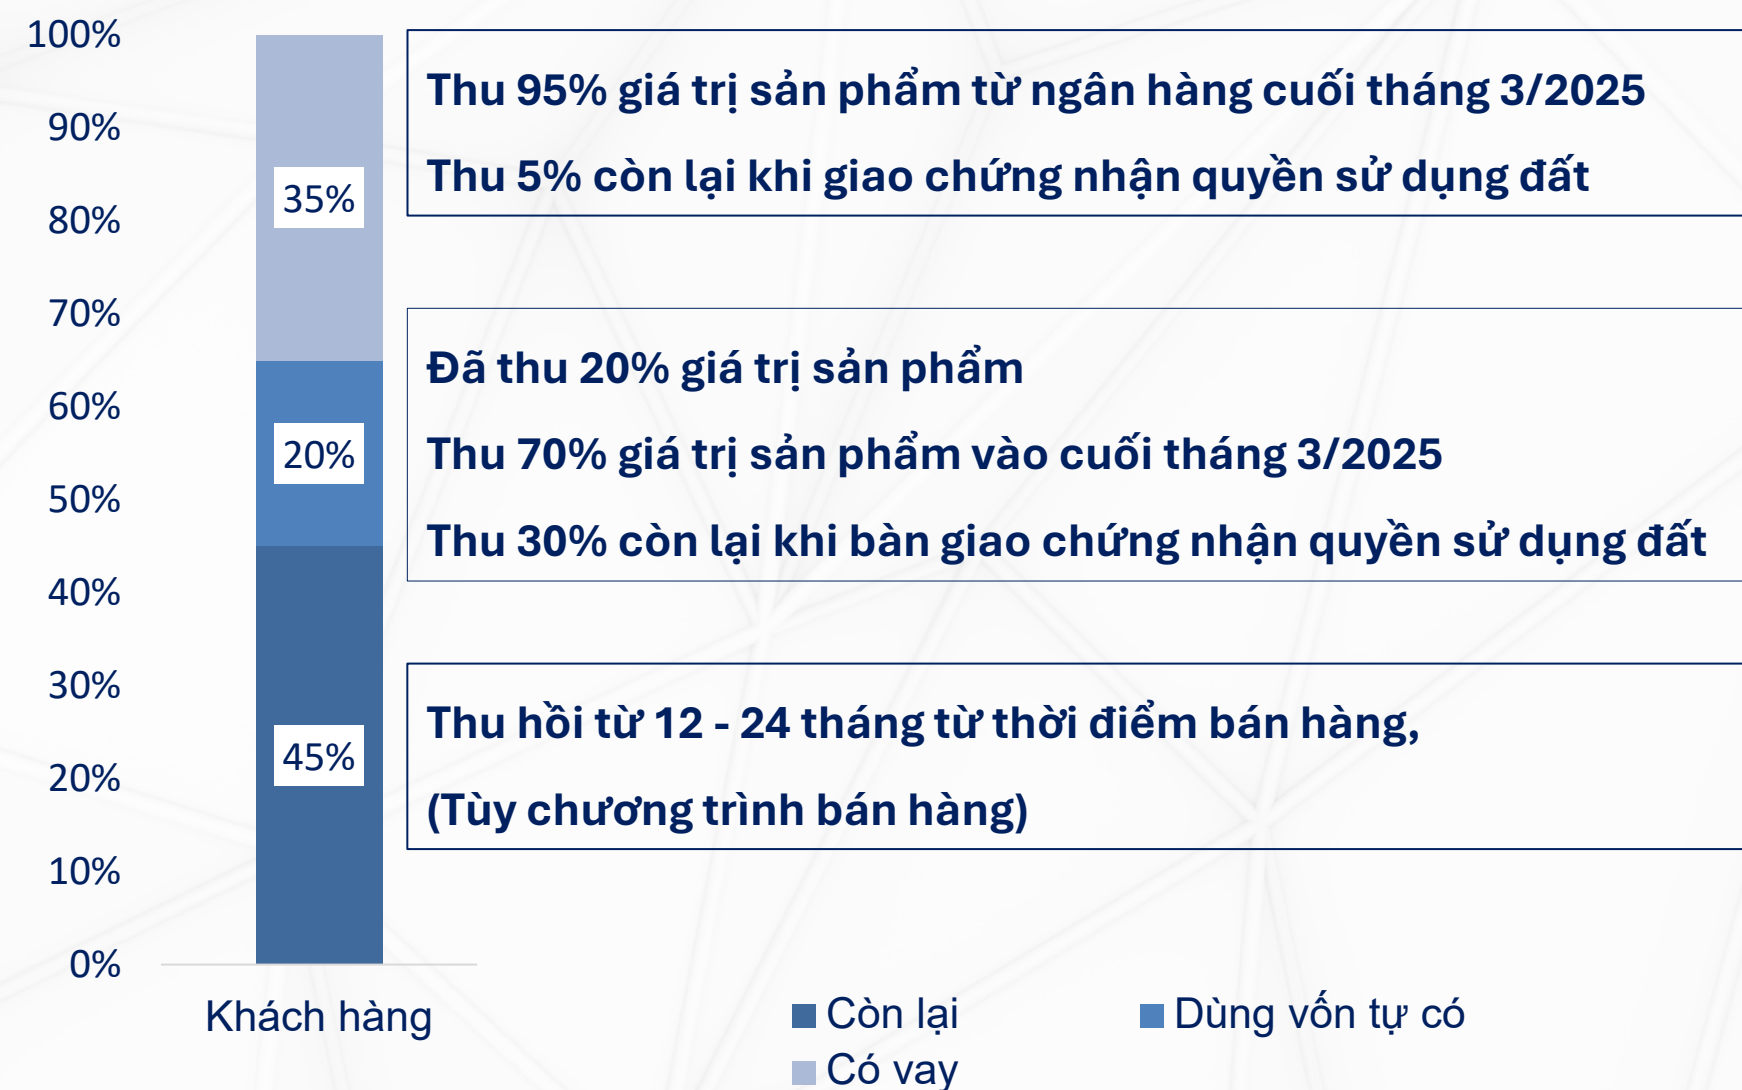 100%
90%
80%
70%
60%
50%
40%
30%
20%
10%
0%
35%
20%
45%
Khách hàng
Thu 95% giá trị sản phẩm từ ngân hàng cuối tháng 3/2025
Thu 5% còn lại khi giao chứng nhận quyền sử dụng đất
Đã thu 20% giá trị sản phẩm
Thu 70% giá trị sản phẩm vào cuối tháng 3/2025
Thu 30% còn lại khi bàn giao chứng nhận quyền sử dụng đất
Thu hồi từ 12 - 24 tháng từ thời điểm bán hàng,
(Tùy chương trình bán hàng)
Còn lại
Dùng vốn tự có
Có vay